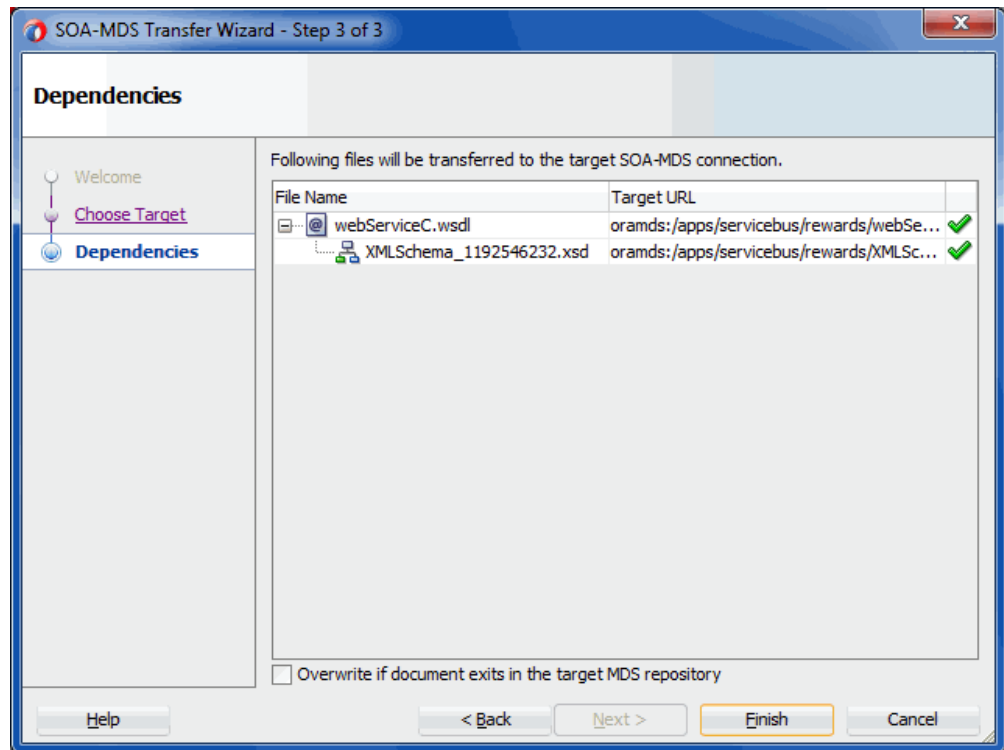 SOA-MDS Transfer Wizard - Step 3 of 3
Dependencies
Welcome
Choose Target
Dependencies
Following files will be transferred to the target SOA-MDS connection.
File Name Target URL
webServiceC.wsdl oramds:/apps/servicebus/rewards/webSe...
XMLSchema_1192546232.xsd oramds:/apps/servicebus/rewards/XMLSc...
Overwrite if document exits in the target MDS repository
Help < Back Next > Finish Cancel